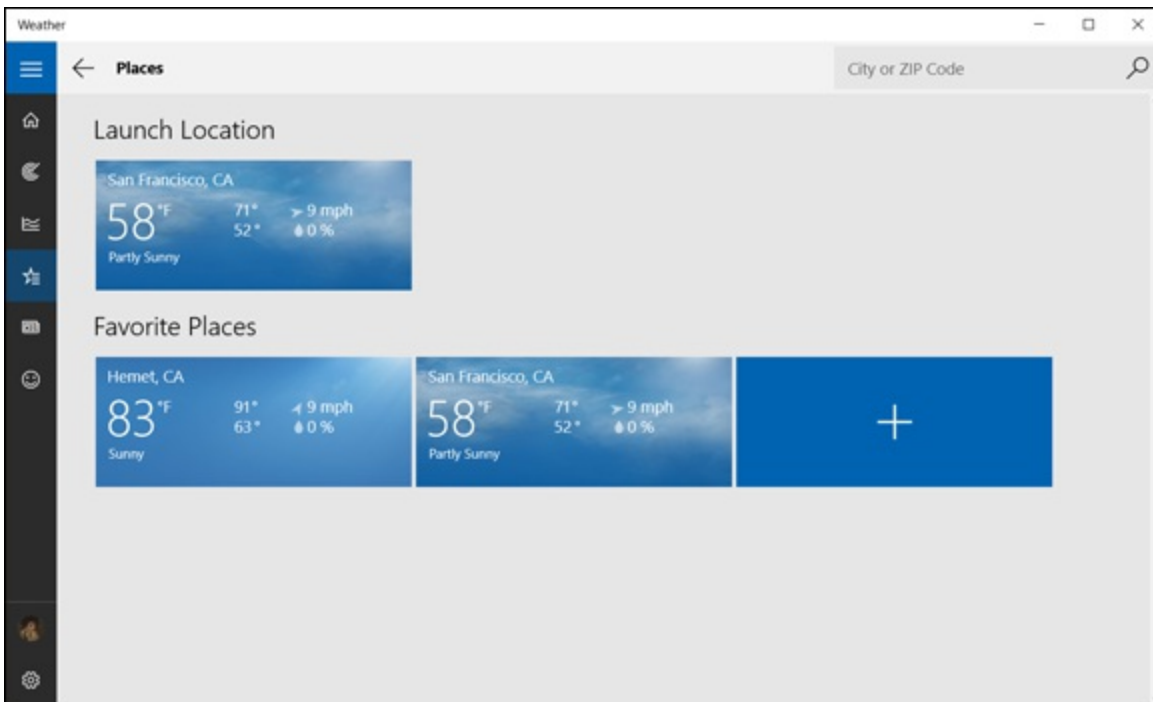 Weather
Places
City or ZIP Code
Launch Location
San Francisco, CA
58°F 71° 9 mph
52° 0 %
Partly Sunny
Favorite Places
Hemet, CA
83°F 91° 9 mph
63° 0 %
Sunny
San Francisco, CA
58°F 71° 9 mph
52° 0 %
Partly Sunny